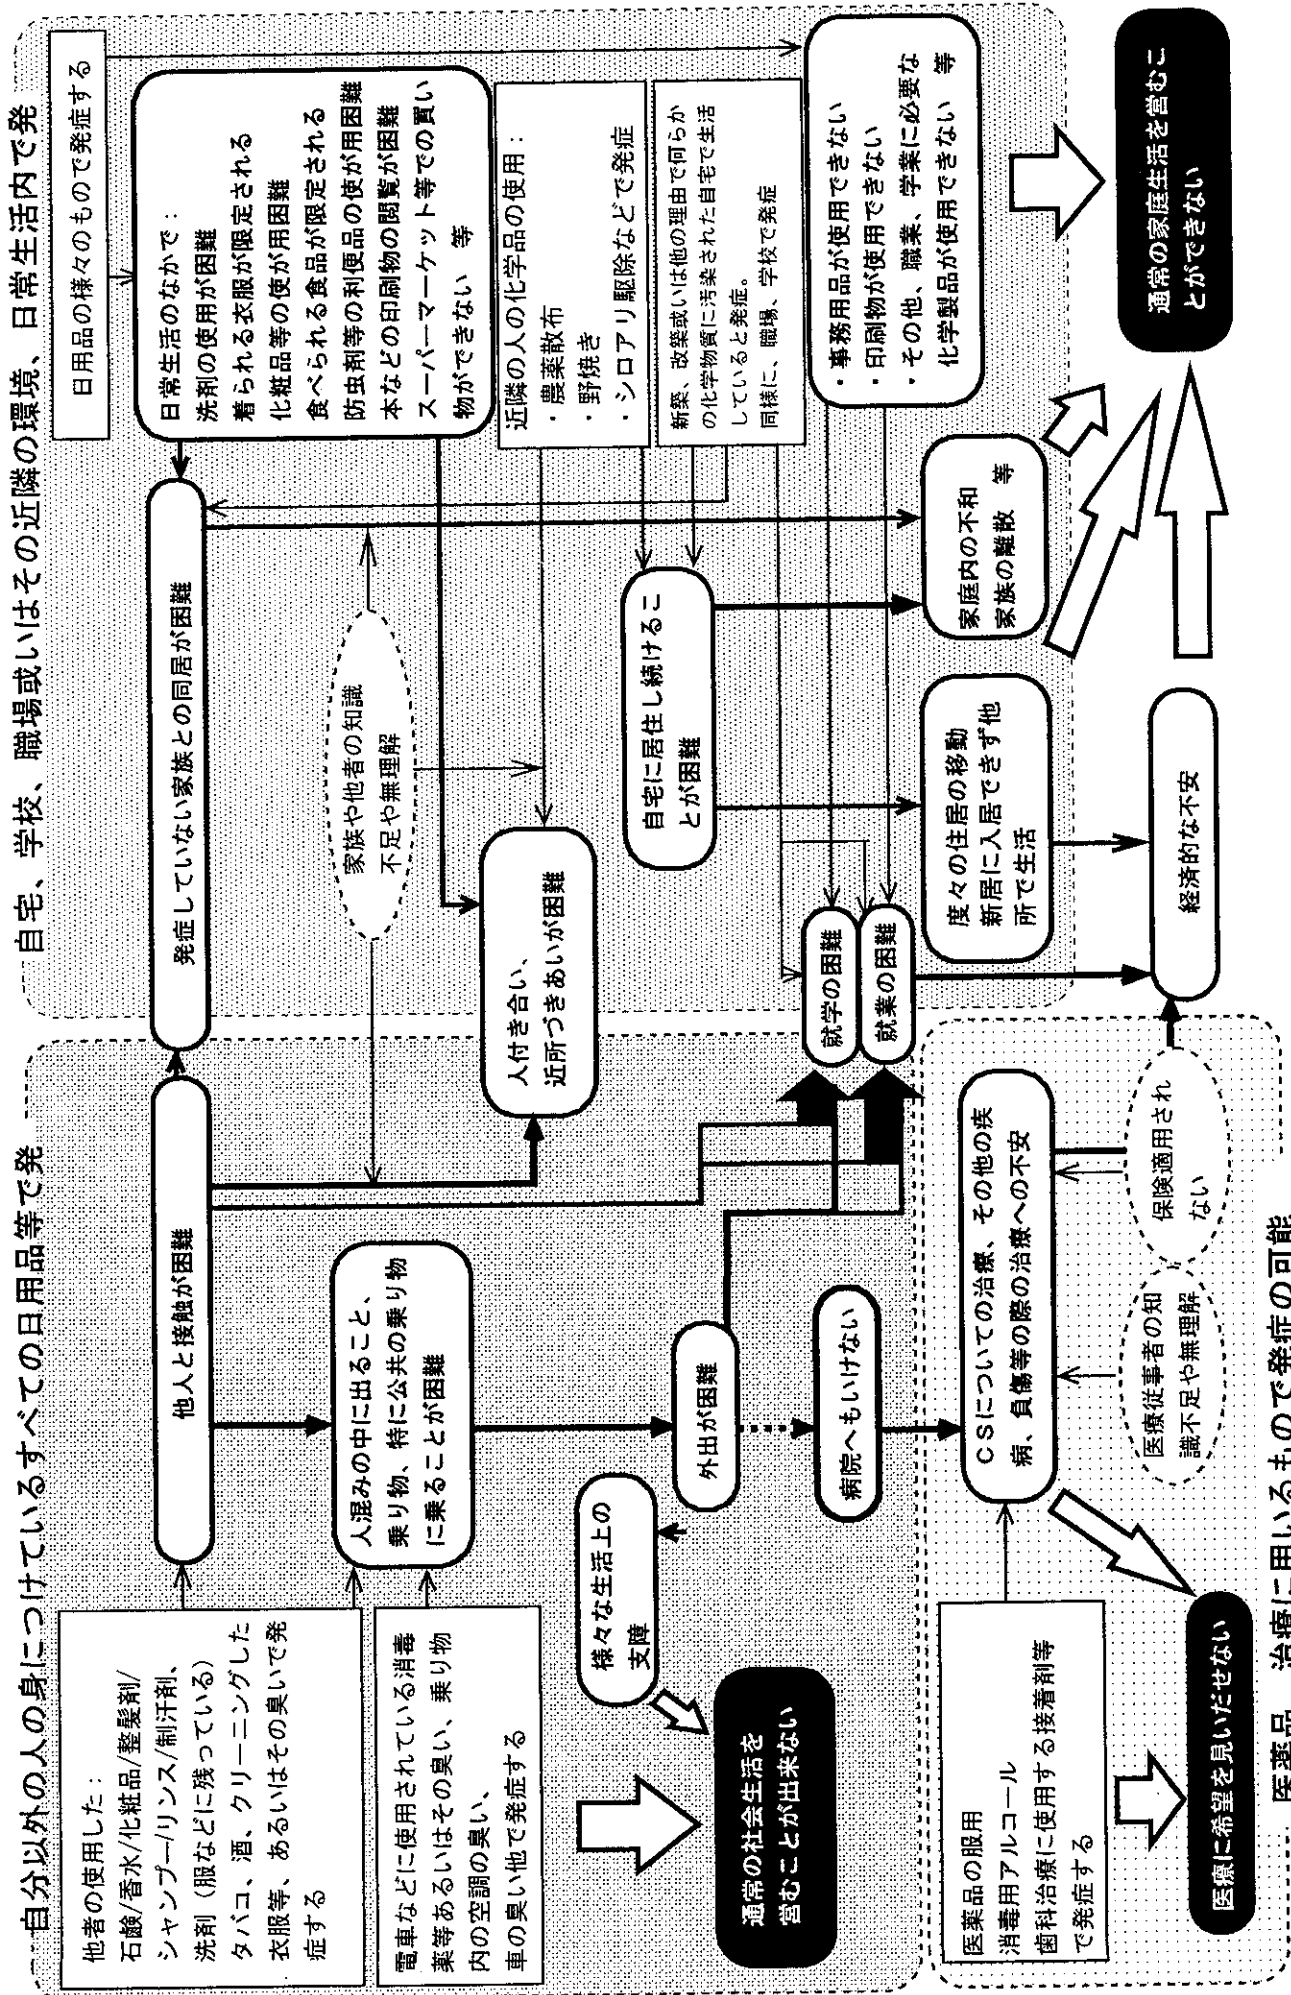 自分以外の人の身につけているすべての日用品等で発
他者の使用した：
石鹸/香水/化粧品/整髪剤/
シャンプー/リンス/制汗剤、
洗剤（服などに残っている）
タバコ、酒、クリーニングした
衣服等、あるいはその臭いで発
症する
電車などに使用されている消毒
薬等あるいはその臭い、乗り物
内の空調の臭い、
車の臭い他で発症する
他人と接触が困難
人混みの中に出ること、
乗り物、特に公共の乗り物
に乗ることが困難
外出が困難
様々な生活上の
支障
病院へもいけない
通常の社会生活を
営むことが出来ない
自宅、学校、職場或いはその近隣の環境、日常生活内で発
日用品の様々のもので発症する
日常生活のなかで：
洗剤の使用が困難
着られる衣服が限定される
化粧品等の使が用困難
食べられる食品が限定される
防虫剤等の利便品の使が用困難
本などの印刷物の閲覧が困難
スーパーマーケット等での買い
物ができない　等
発症していない家族との同居が困難
家族や他者の知識
不足や無理解
人付き合い、
近所づきあいが困難
近隣の人の化学品の使用：
・農薬散布
・野焼き
・シロアリ駆除などで発症
新築、改築或いは他の理由で何らか
の化学物質に汚染された自宅で生活
していると発症。
同様に、職場、学校で発症
自宅に居住し続けるこ
とが困難
・事務用品が使用できない
・印刷物が使用できない
・その他、職業、学業に必要な
化学製品が使用できない　等
就学の困難
就業の困難
家庭内の不和
家族の離散　等
度々の住居の移動
新居に入居できず他
所で生活
経済的な不安
通常の家庭生活を営むこ
とができない
医薬品の服用
消毒用アルコール
歯科治療に使用する接着剤等
で発症する
ＣＳについての治療、その他の疾
病、負傷等の際の治療への不安
医療従事者の知
識不足や無理解
保険適用され
ない
医療に希望を見いだせない
医薬品、治療に用いるもので発症の可能